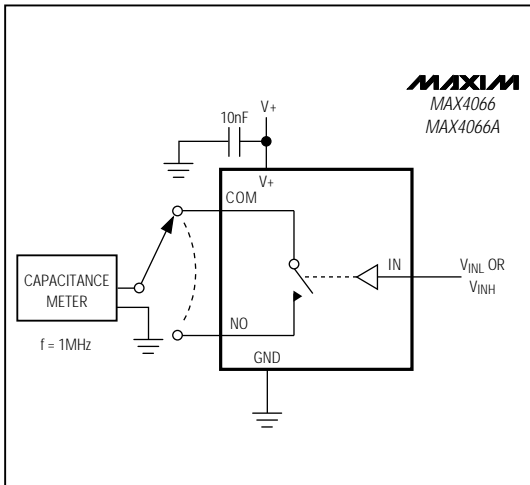 MAXIM
MAX4066
MAX4066A
V+
10nF
V+
COM
IN
VINL OR
VINH
CAPACITANCE
METER
NO
f = 1MHz
GND